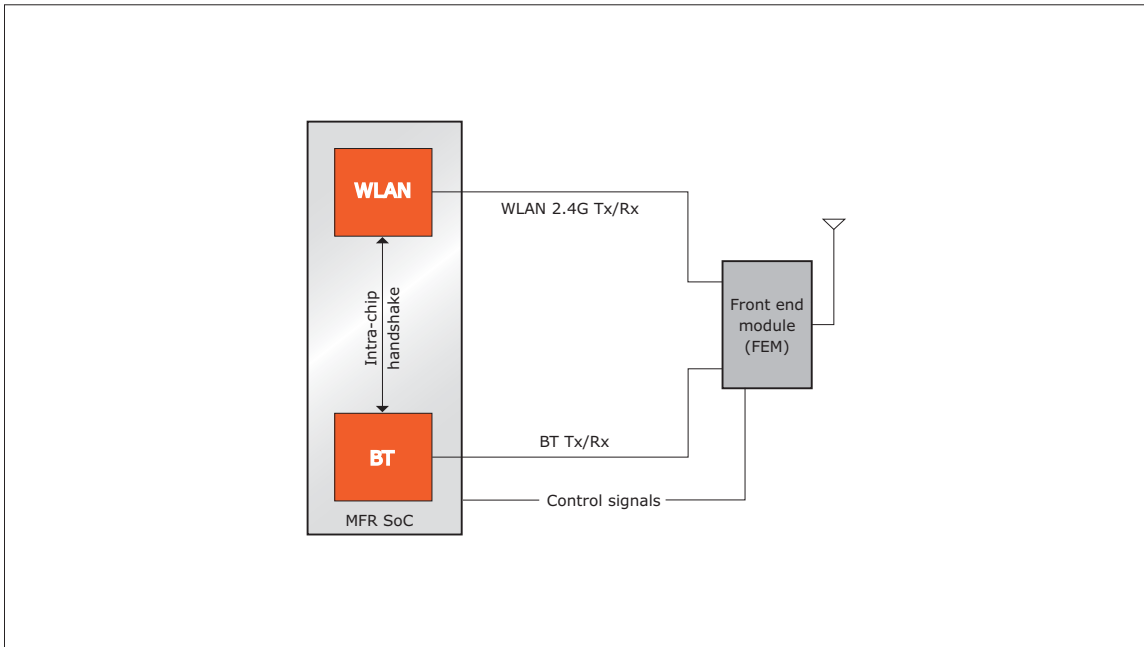 WLAN
WLAN 2.4G Tx/Rx
Intra-chip
handshake
Front end
module
(FEM)
BT
BT Tx/Rx
Control signals
MFR SoC